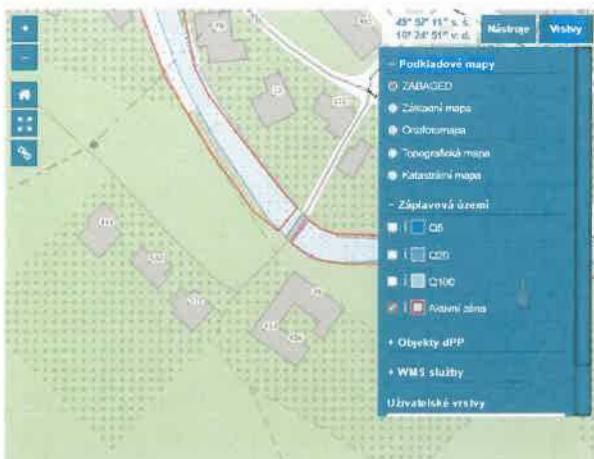 Nástroje
Vrstvy
− Podkladové mapy
ZABAGED
Základní mapa
Ortofotomapa
Topografická mapa
Katastrální mapa
− Záplavová území
i Q5
i Q20
i Q100
i Aktivní zóna
+ Objekty dPP
+ WMS služby
Uživatelské vrstvy